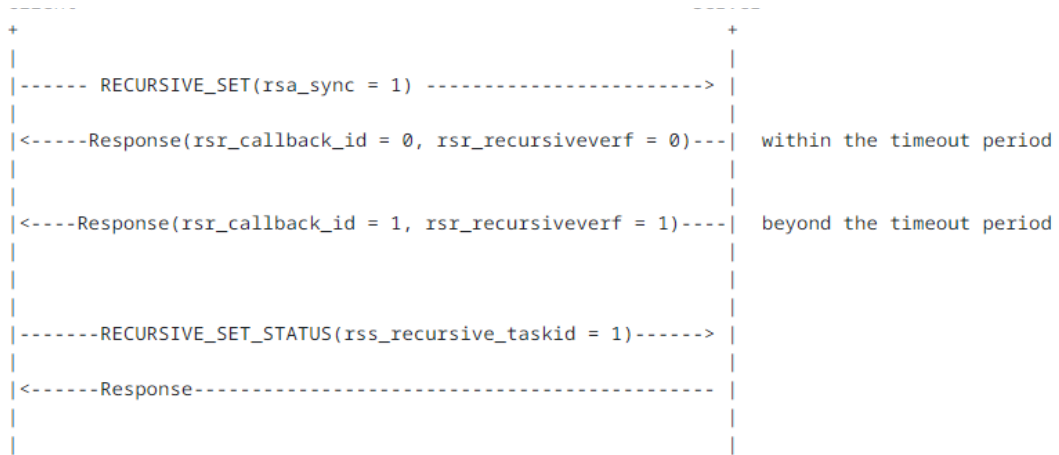 + +
| |
|------ RECURSIVE_SET(rsa_sync = 1) ------------------------> |
| |
|<-----Response(rsr_callback_id = 0, rsr_recursiveverf = 0)---| within the timeout period
| |
| |
|<----Response(rsr_callback_id = 1, rsr_recursiveverf = 1)----| beyond the timeout period
| |
| |
| |
|-------RECURSIVE_SET_STATUS(rss_recursive_taskid = 1)------> |
| |
|<------Response--------------------------------------------- |
| |
| |